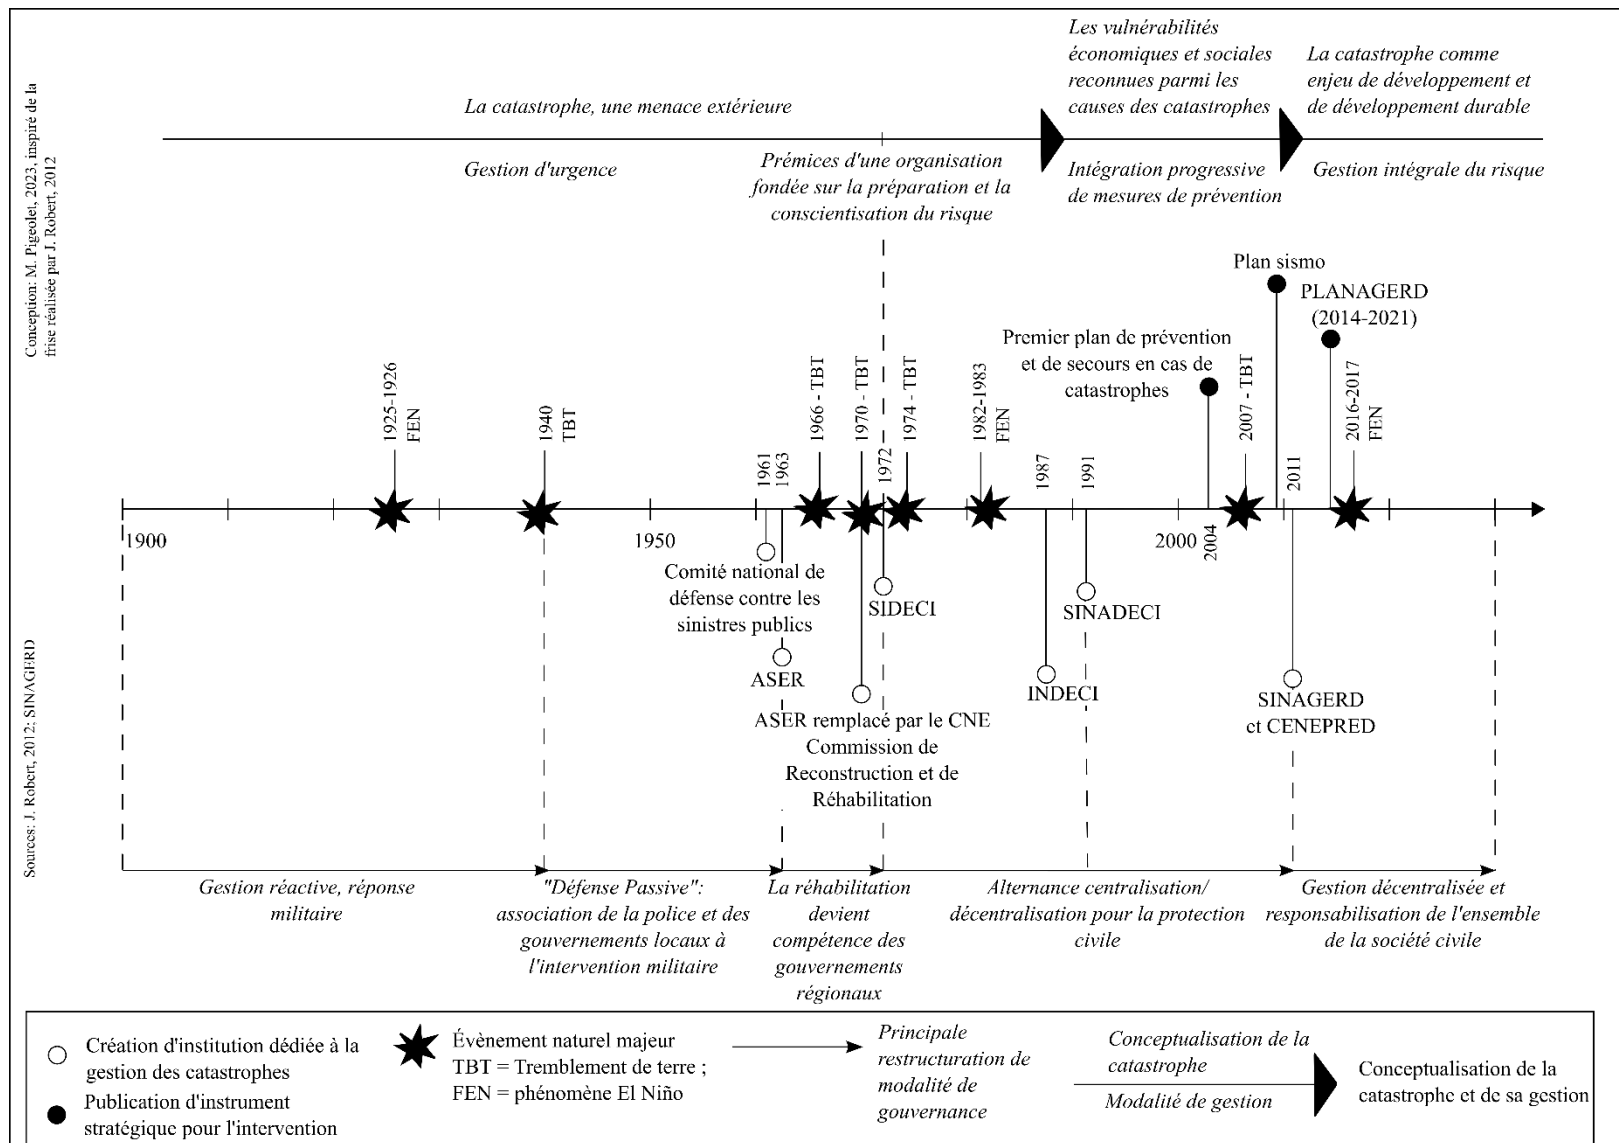 Conception: M. Pigeolet, 2023, inspiré de la
frise réalisée par J. Robert, 2012
Sources: J. Robert, 2012; SINAGERD
La catastrophe, une menace extérieure
Les vulnérabilités
économiques et sociales
reconnues parmi les
causes des catastrophes
La catastrophe comme
enjeu de développement et
de développement durable
Gestion d'urgence
Prémices d'une organisation
fondée sur la préparation et la
conscientisation du risque
Intégration progressive
de mesures de prévention
Gestion intégrale du risque
Plan sismo
PLANAGERD
(2014-2021)
Premier plan de prévention
et de secours en cas de
catastrophes
1925-1926
FEN
1940
TBT
1961
1963
1966 - TBT
1970 - TBT
1972
1974 - TBT
1982-1983
FEN
1987
1991
2007 - TBT
2011
2016-2017
FEN
1900
1950
2000
2004
Comité national de
défense contre les
sinistres publics
ASER
ASER remplacé par le CNE
Commission de
Reconstruction et de
Réhabilitation
SIDECI
INDECI
SINADECI
SINAGERD
et CENEPRED
Gestion réactive, réponse
militaire
"Défense Passive":
association de la police et des
gouvernements locaux à
l'intervention militaire
La réhabilitation
devient
compétence des
gouvernements
régionaux
Alternance centralisation/
décentralisation pour la protection
civile
Gestion décentralisée et
responsabilisation de l'ensemble
de la société civile
Création d'institution dédiée à la
gestion des catastrophes
Publication d'instrument
stratégique pour l'intervention
Évènement naturel majeur
TBT = Tremblement de terre ;
FEN = phénomène El Niño
Principale
restructuration de
modalité de
gouvernance
Conceptualisation de la
catastrophe
Modalité de gestion
Conceptualisation de la
catastrophe et de sa gestion